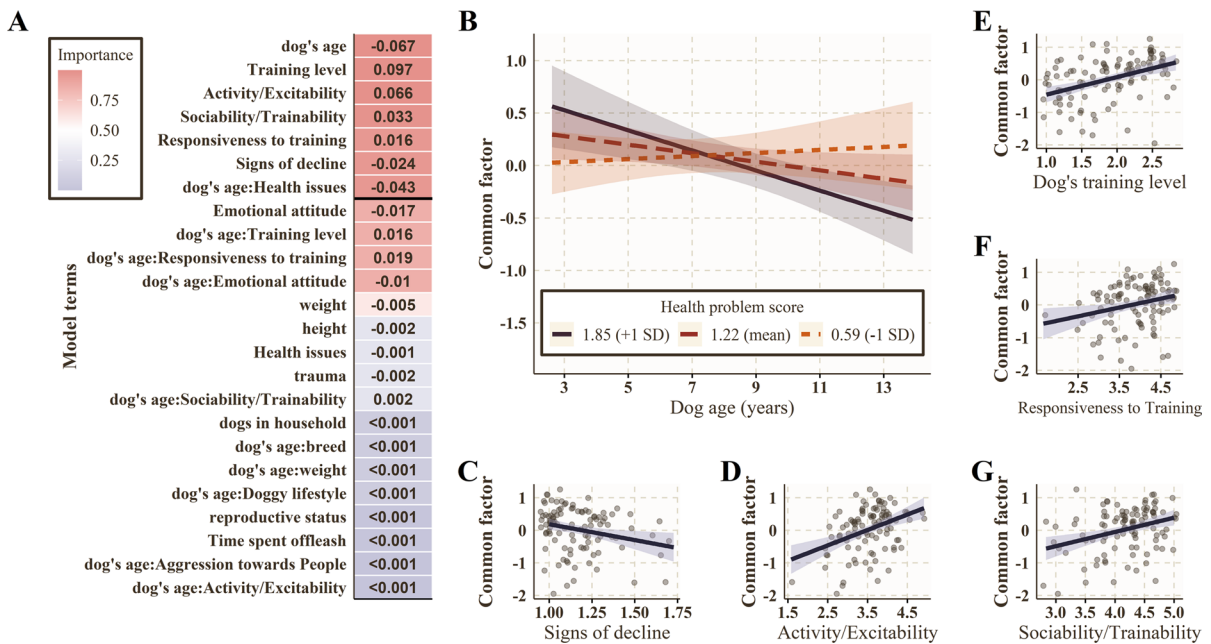 A
Importance
0.75
0.50
0.25
Model terms
dog's age -0.067
Training level 0.097
Activity/Excitability 0.066
Sociability/Trainability 0.033
Responsiveness to training 0.016
Signs of decline -0.024
dog's age:Health issues -0.043
Emotional attitude -0.017
dog's age:Training level 0.016
dog's age:Responsiveness to training 0.019
dog's age:Emotional attitude -0.01
weight -0.005
height -0.002
Health issues -0.001
trauma -0.002
dog's age:Sociability/Trainability 0.002
dogs in household <0.001
dog's age:breed <0.001
dog's age:weight <0.001
dog's age:Doggy lifestyle <0.001
reproductive status <0.001
Time spent offleash <0.001
dog's age:Aggression towards People <0.001
dog's age:Activity/Excitability <0.001
B
Common factor
1.0
0.5
0.0
-0.5
-1.0
-1.5
Health problem score
1.85 (+1 SD) 1.22 (mean) 0.59 (-1 SD)
3 5 7 9 11 13
Dog age (years)
C
Common factor
1
0
-1
-2
1.00 1.25 1.50 1.75
Signs of decline
D
Common factor
1
0
-1
-2
1.5 2.5 3.5 4.5
Activity/Excitability
E
Common factor
1
0
-1
-2
1.0 1.5 2.0 2.5
Dog's training level
F
Common factor
1
0
-1
-2
2.5 3.5 4.5
Responsiveness to Training
G
Common factor
1
0
-1
-2
3.0 3.5 4.0 4.5 5.0
Sociability/Trainability